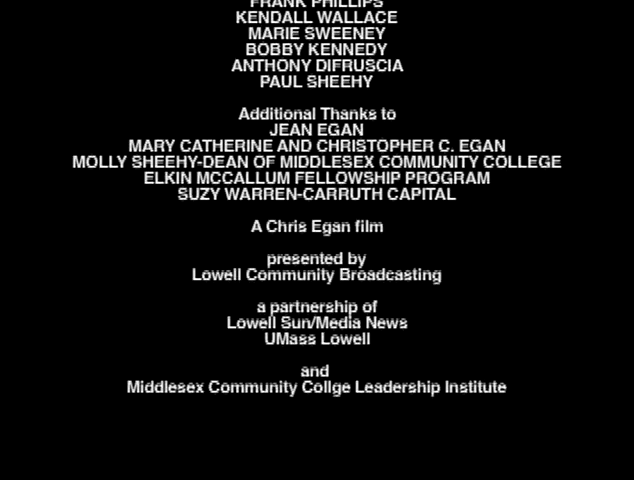 FRANK PHILLIPS
KENDALL WALLACE
MARIE SWEENEY
BOBBY KENNEDY
ANTHONY DIFRUSCIA
PAUL SHEEHY
Additional Thanks to
JEAN EGAN
MARY CATHERINE AND CHRISTOPHER C. EGAN
MOLLY SHEEHY-DEAN OF MIDDLESEX COMMUNITY COLLEGE
ELKIN MCCALLUM FELLOWSHIP PROGRAM
SUZY WARREN-CARRUTH CAPITAL
A Chris Egan film
presented by
Lowell Community Broadcasting
a partnership of
Lowell Sun/Media News
UMass Lowell
and
Middlesex Community Collge Leadership Institute